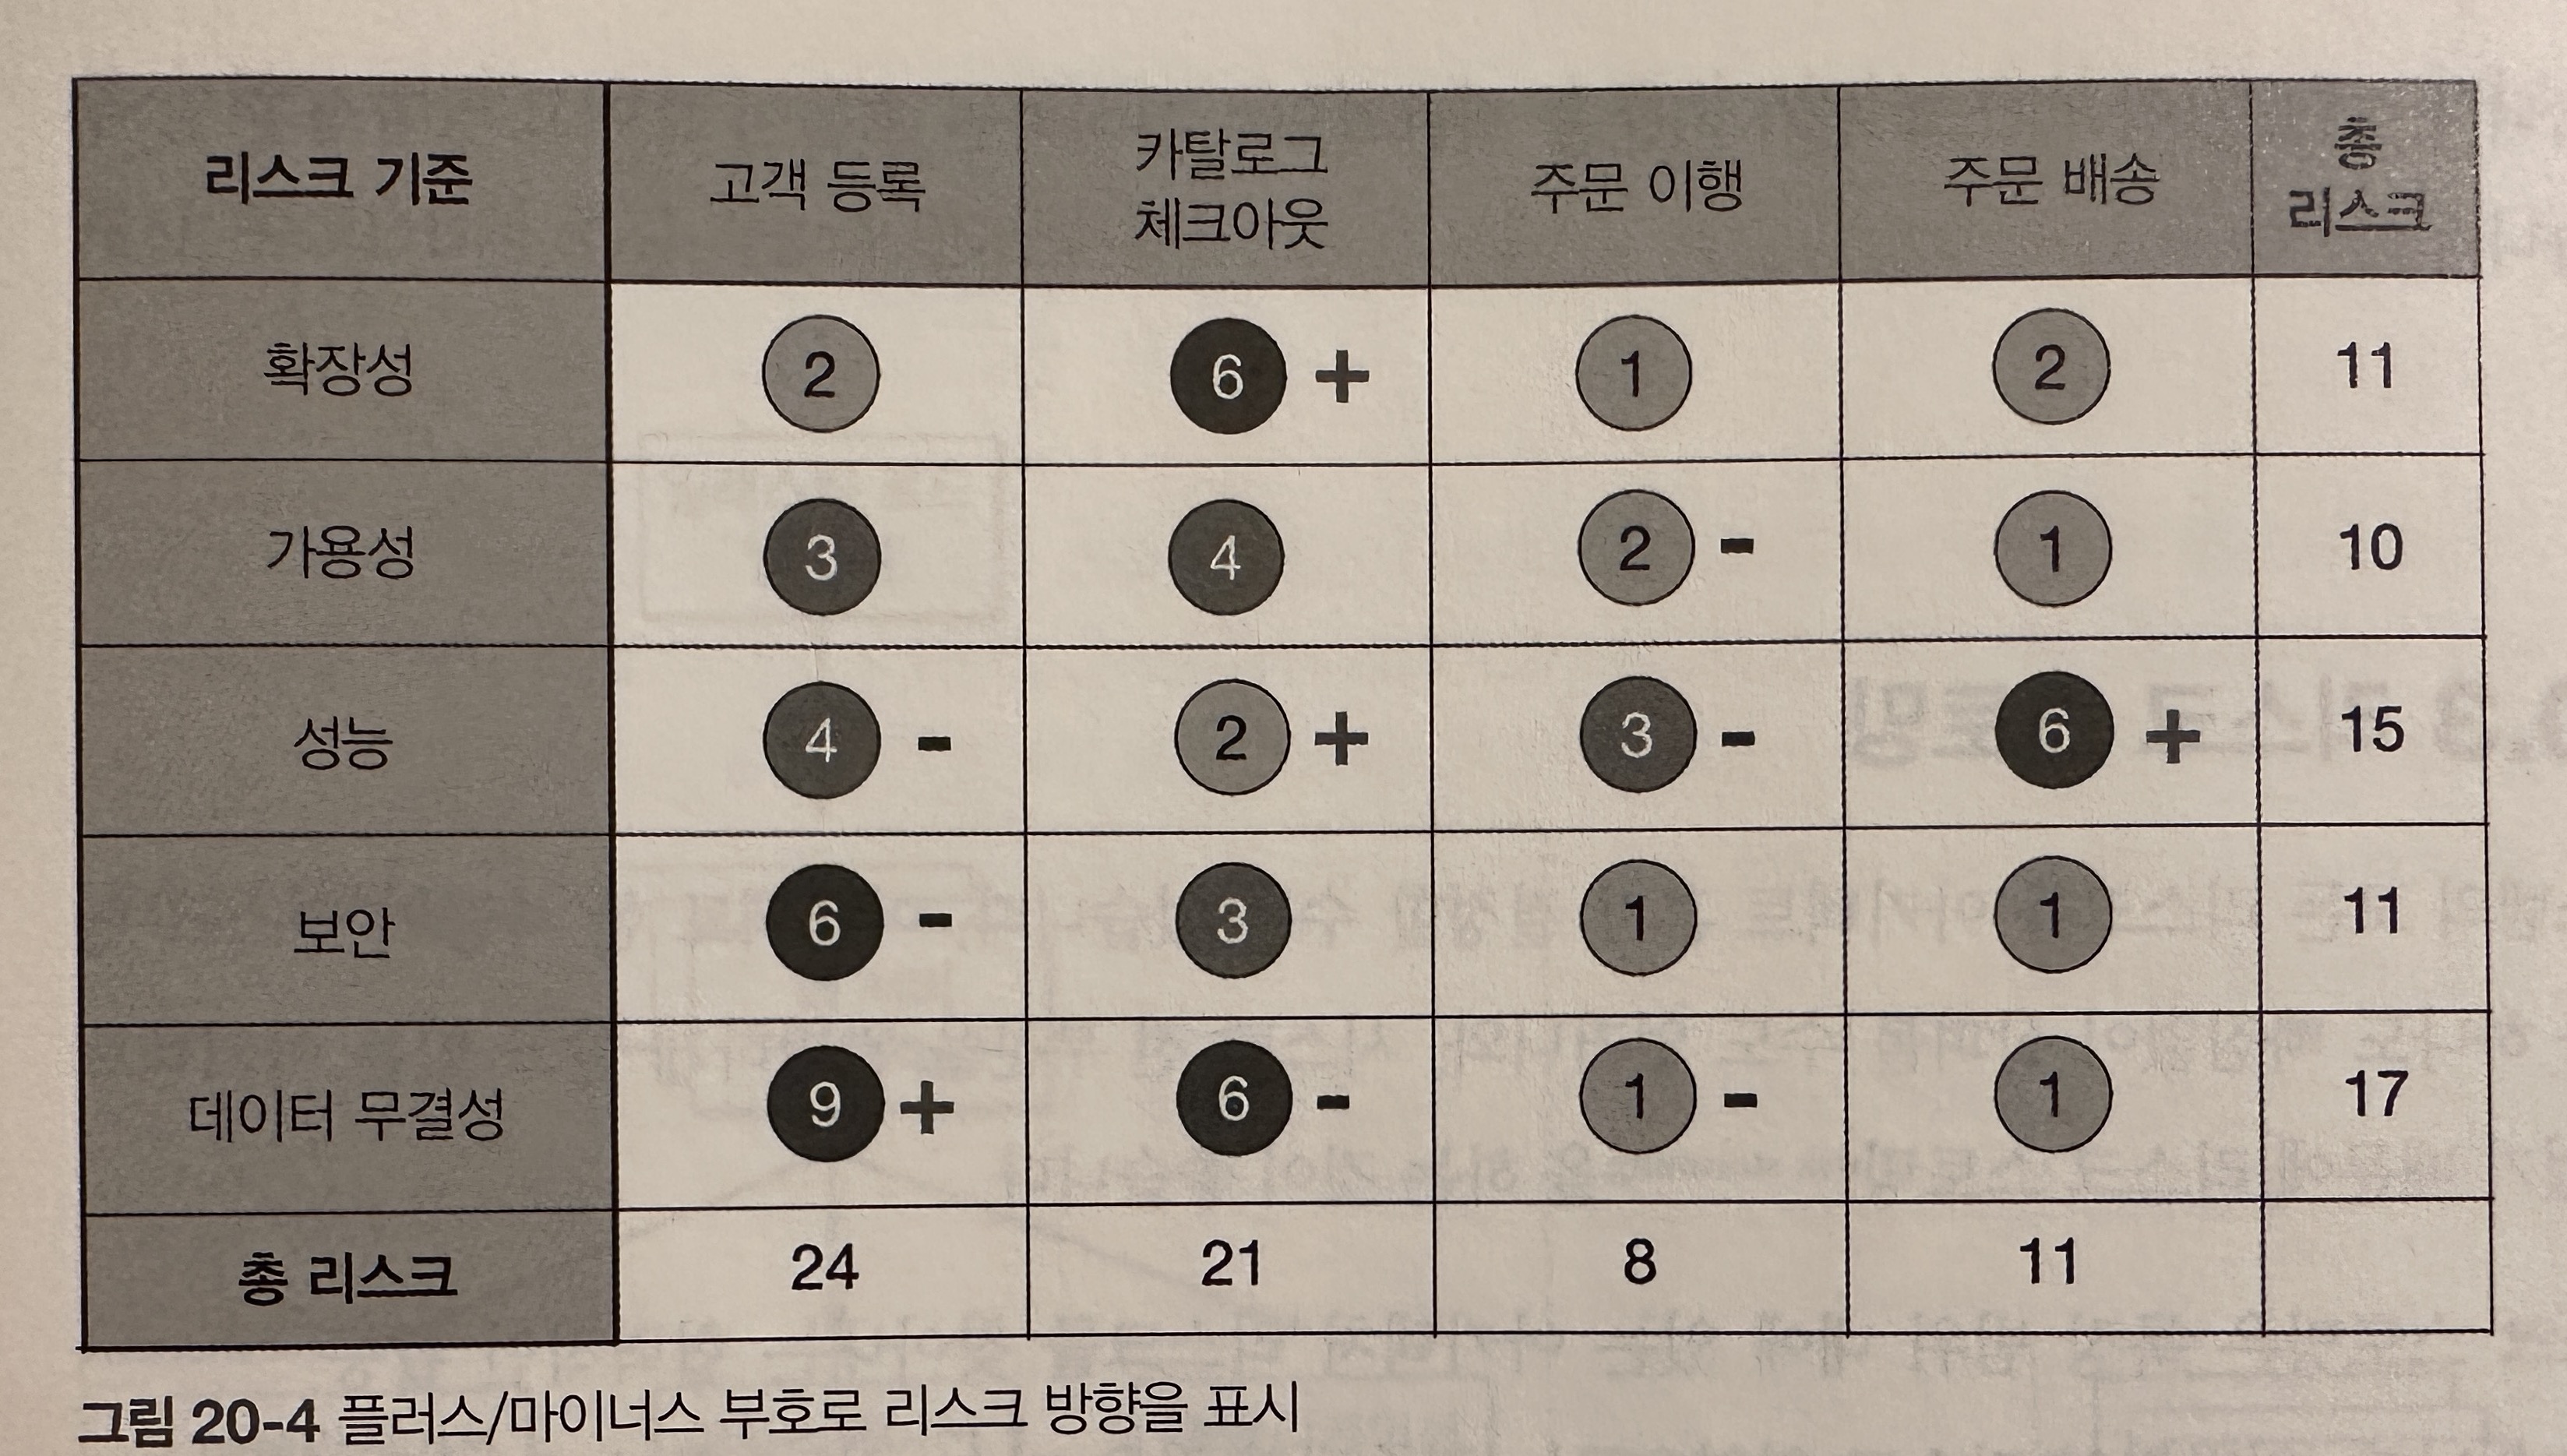 리스크 기준 고객 등록 카탈로그 체크아웃 주문 이행 주문 배송 총 리스크
확장성 2 6 + 1 2 11
가용성 3 4 2 - 1 10
성능 4 - 2 + 3 - 6 + 15
보안 6 - 3 1 1 11
데이터 무결성 9 + 6 - 1 - 1 17
총 리스크 24 21 8 11
그림 20-4 플러스/마이너스 부호로 리스크 방향을 표시